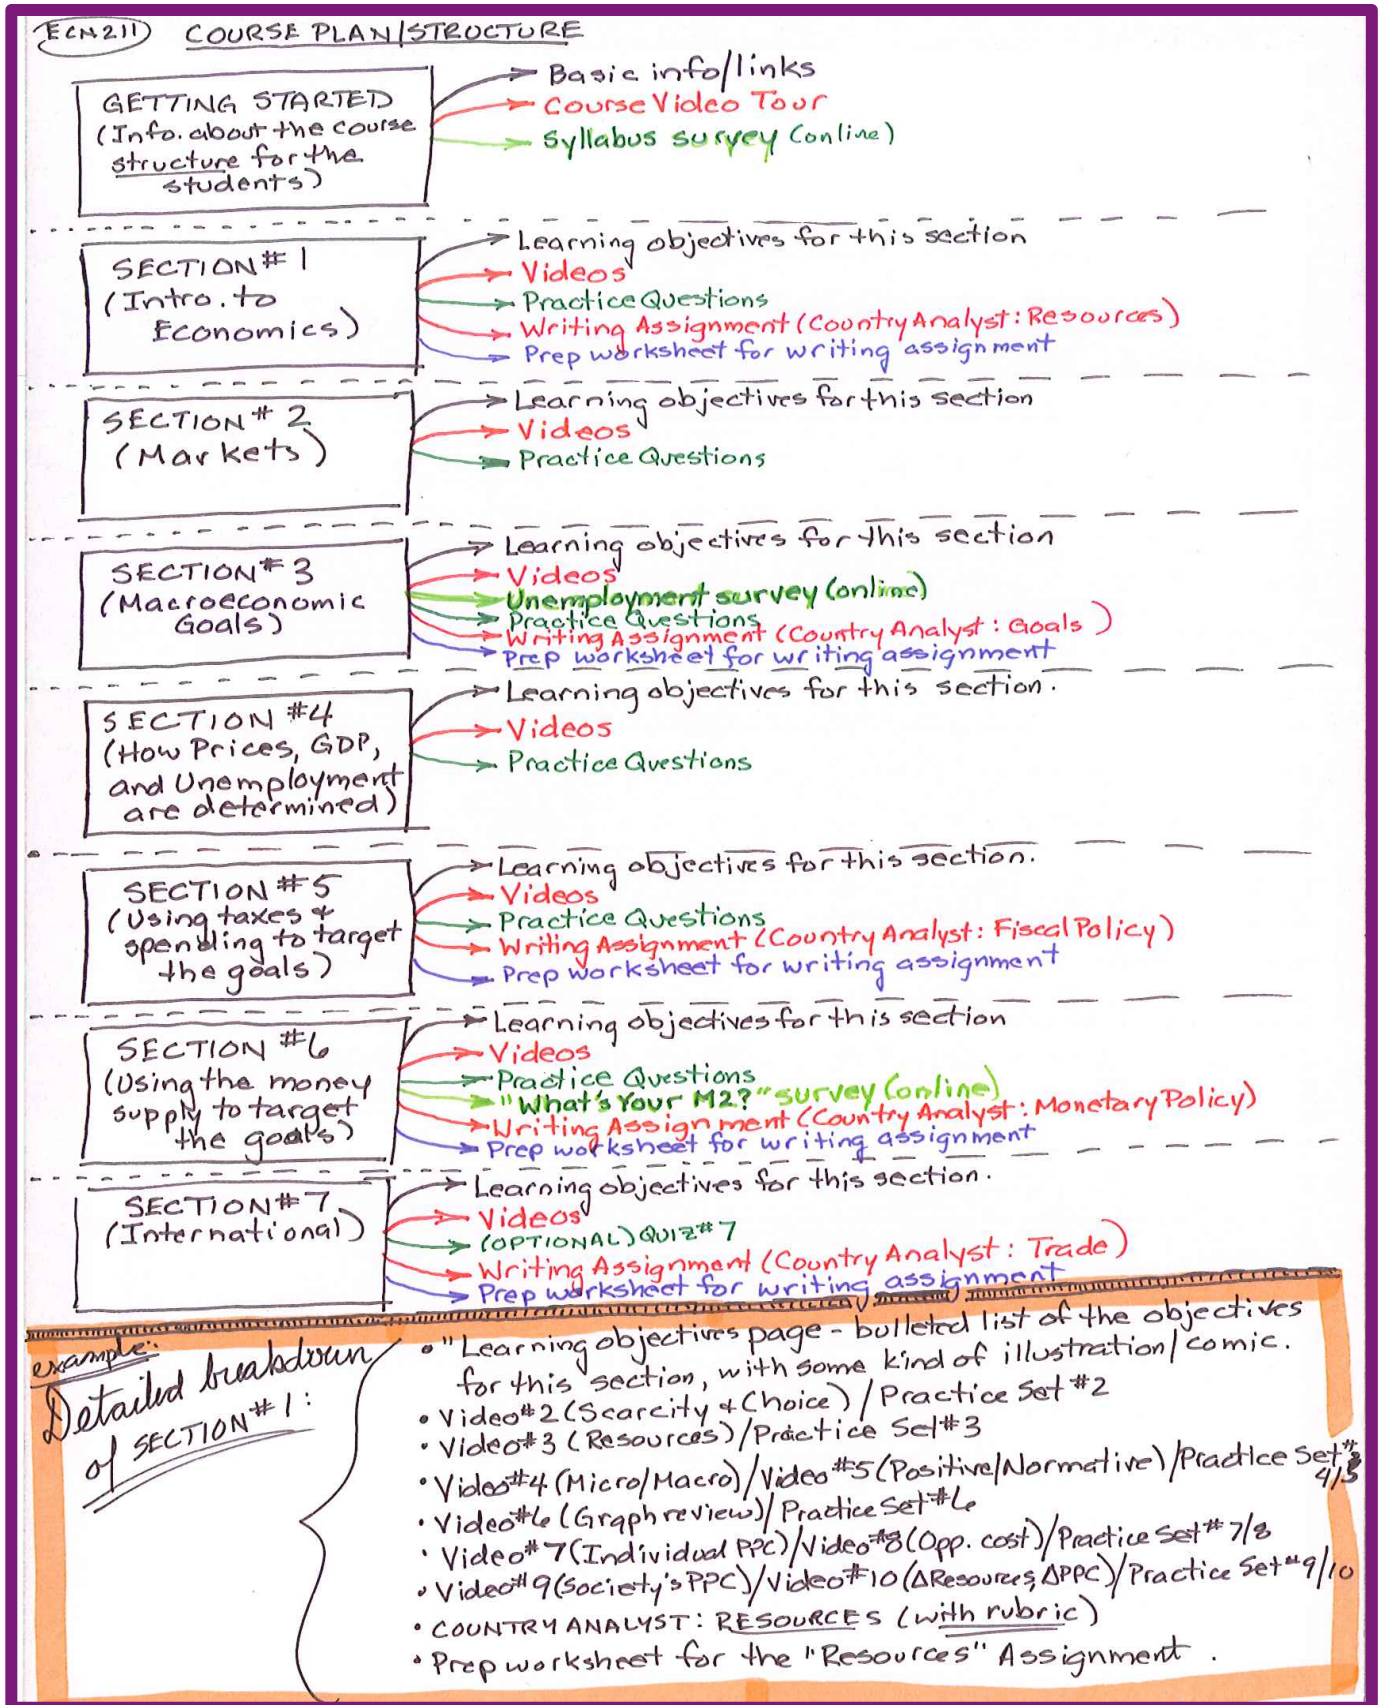 ECN211 COURSE PLAN/STRUCTURE
GETTING STARTED
(Info. about the course
structure for the
students)
Basic info/links
Course Video Tour
Syllabus survey (online)
SECTION #1
(Intro. to
Economics)
Learning objectives for this section
Videos
Practice Questions
Writing Assignment (Country Analyst: Resources)
Prep worksheet for writing assignment
SECTION #2
(Markets)
Learning objectives for this section
Videos
Practice Questions
SECTION #3
(Macroeconomic
Goals)
Learning objectives for this section
Videos
Unemployment survey (online)
Practice Questions
Writing Assignment (Country Analyst: Goals)
Prep worksheet for writing assignment
SECTION #4
(How Prices, GDP,
and Unemployment
are determined)
Learning objectives for this section.
Videos
Practice Questions
SECTION #5
(Using taxes &
spending to target
the goals)
Learning objectives for this section.
Videos
Practice Questions
Writing Assignment (Country Analyst: Fiscal Policy)
Prep worksheet for writing assignment
SECTION #6
(Using the money
supply to target
the goals)
Learning objectives for this section
Videos
Practice Questions
"What's Your M2?" survey (online)
Writing Assignment (Country Analyst: Monetary Policy)
Prep worksheet for writing assignment
SECTION #7
(International)
Learning objectives for this section.
Videos
(OPTIONAL) QUIZ #7
Writing Assignment (Country Analyst: Trade)
Prep worksheet for writing assignment
example:
Detailed breakdown
of SECTION #1:
• "Learning objectives page - bulleted list of the objectives
for this section, with some kind of illustration/comic.
• Video #2 (Scarcity & Choice) / Practice Set #2
• Video #3 (Resources) / Practice Set #3
• Video #4 (Micro/Macro) / Video #5 (Positive/Normative) / Practice Set #
4/5
• Video #6 (Graph review) / Practice Set #6
• Video #7 (Individual PPC) / Video #8 (Opp. cost) / Practice Set #7/8
• Video #9 (Society's PPC) / Video #10 (ΔResources, ΔPPC) / Practice Set #9/10
• COUNTRY ANALYST: RESOURCES (with rubric)
• Prep worksheet for the "Resources" Assignment.